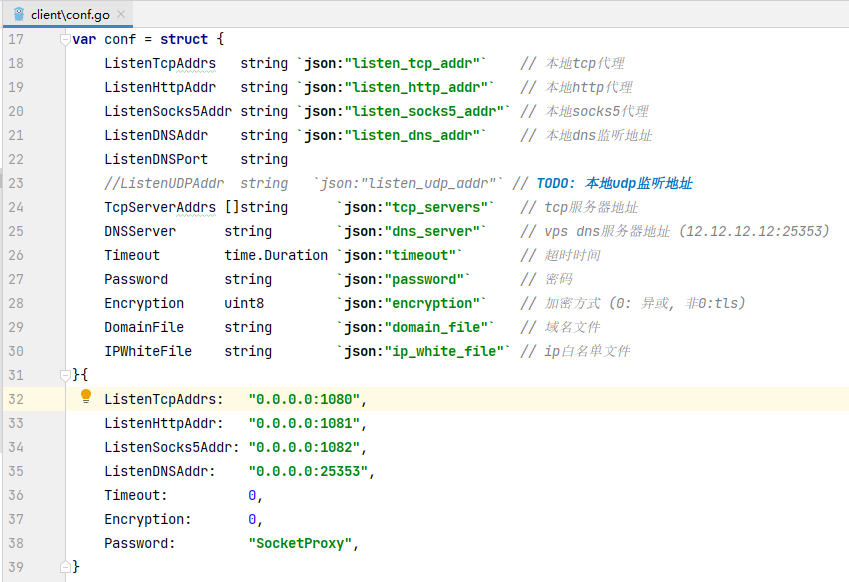 client\conf.go
17 var conf = struct {
18 ListenTcpAddrs string `json:"listen_tcp_addr"` // 本地tcp代理
19 ListenHttpAddr string `json:"listen_http_addr"` // 本地http代理
20 ListenSocks5Addr string `json:"listen_socks5_addr"` // 本地socks5代理
21 ListenDNSAddr string `json:"listen_dns_addr"` // 本地dns监听地址
22 ListenDNSPort string
23 //ListenUDPAddr string `json:"listen_udp_addr"` // TODO: 本地udp监听地址
24 TcpServerAddrs []string `json:"tcp_servers"` // tcp服务器地址
25 DNSServer string `json:"dns_server"` // vps dns服务器地址 (12.12.12.12:25353)
26 Timeout time.Duration `json:"timeout"` // 超时时间
27 Password string `json:"password"` // 密码
28 Encryption uint8 `json:"encryption"` // 加密方式 (0: 异或, 非0:tls)
29 DomainFile string `json:"domain_file"` // 域名文件
30 IPWhiteFile string `json:"ip_white_file"` // ip白名单文件
31 }{
32 ListenTcpAddrs: "0.0.0.0:1080",
33 ListenHttpAddr: "0.0.0.0:1081",
34 ListenSocks5Addr: "0.0.0.0:1082",
35 ListenDNSAddr: "0.0.0.0:25353",
36 Timeout: 0,
37 Encryption: 0,
38 Password: "SocketProxy",
39 }